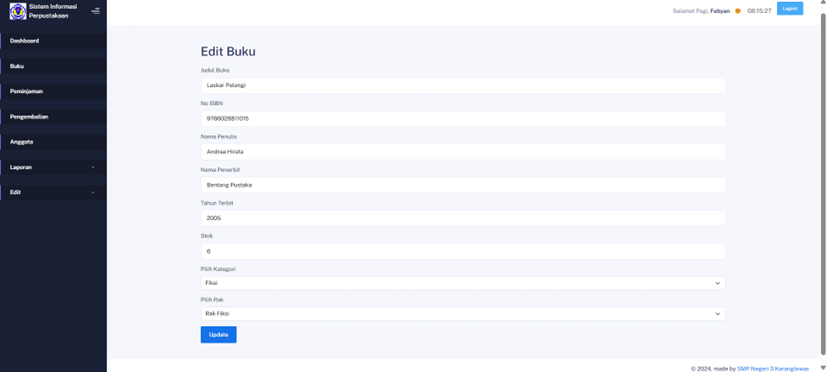 Sistem Informasi
Perpustakaan
Selamat Pagi, Febyan
08:15:27
Logout
Dashboard
Buku
Peminjaman
Pengembalian
Anggota
Laporan
Edit
Edit Buku
Judul Buku
Laskar Pelangi
No ISBN
9786028811015
Nama Penulis
Andrea Hirata
Nama Penerbit
Bentang Pustaka
Tahun Terbit
2005
Stok
6
Pilih Kategori
Fiksi
Pilih Rak
Rak Fiksi
Update
© 2024, made by SMP Negeri 3 Karanglewas